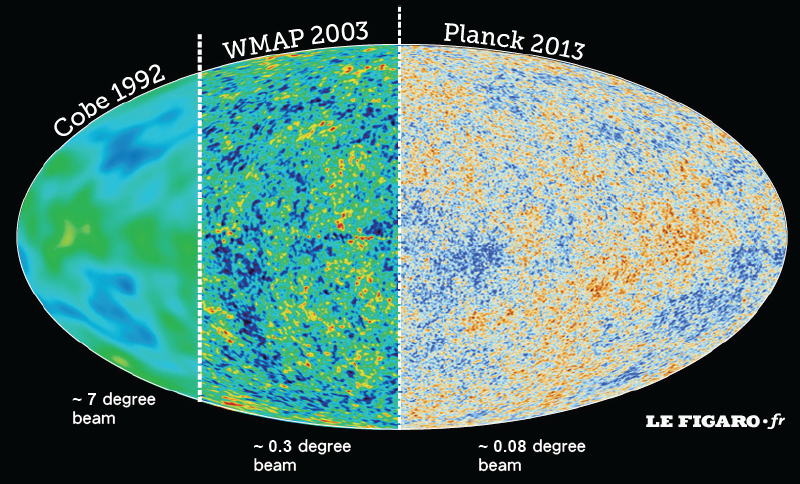 Cobe 1992
WMAP 2003
Planck 2013
~ 7 degree
beam
~ 0.3 degree
beam
~ 0.08 degree
beam
LE FIGARO·fr